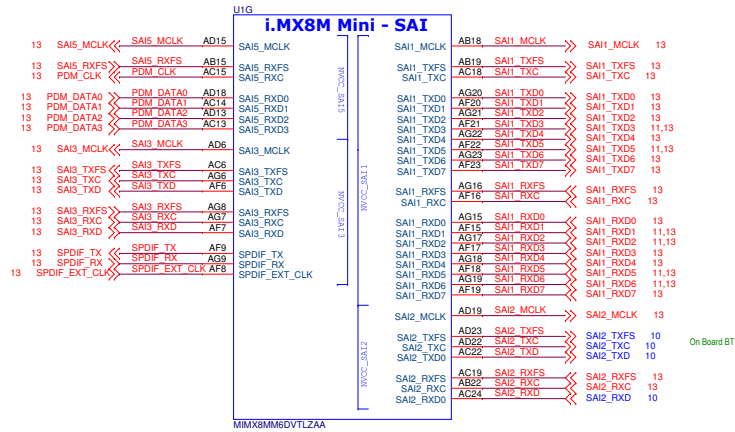 U1G
i.MX8M Mini - SAI
13 SAI5_MCLK SAI5_MCLK AD15 SAI5_MCLK
13 SAI5_RXFS SAI5_RXFS AB15 SAI5_RXFS
13 PDM_CLK PDM_CLK AC15 SAI5_RXC
13 PDM_DATA0 PDM_DATA0 AD18 SAI5_RXD0
13 PDM_DATA1 PDM_DATA1 AC14 SAI5_RXD1
13 PDM_DATA2 PDM_DATA2 AD13 SAI5_RXD2
13 PDM_DATA3 PDM_DATA3 AC13 SAI5_RXD3
13 SAI3_MCLK SAI3_MCLK AD6 SAI3_MCLK
13 SAI3_TXFS SAI3_TXFS AC6 SAI3_TXFS
13 SAI3_TXC SAI3_TXC AG6 SAI3_TXC
13 SAI3_TXD SAI3_TXD AF6 SAI3_TXD
13 SAI3_RXFS SAI3_RXFS AG8 SAI3_RXFS
13 SAI3_RXC SAI3_RXC AG7 SAI3_RXC
13 SAI3_RXD SAI3_RXD AF7 SAI3_RXD
13 SPDIF_TX SPDIF_TX AF9 SPDIF_TX
13 SPDIF_RX SPDIF_RX AG9 SPDIF_RX
13 SPDIF_EXT_CLK SPDIF_EXT_CLK AF8 SPDIF_EXT_CLK
NVCC_SAI5
NVCC_SAI3
NVCC_SAI1
NVCC_SAI2
SAI1_MCLK AB18 SAI1_MCLK SAI1_MCLK 13
SAI1_TXFS AB19 SAI1_TXFS SAI1_TXFS 13
SAI1_TXC AC18 SAI1_TXC SAI1_TXC 13
SAI1_TXD0 AG20 SAI1_TXD0 SAI1_TXD0 13
SAI1_TXD1 AF20 SAI1_TXD1 SAI1_TXD1 13
SAI1_TXD2 AG21 SAI1_TXD2 SAI1_TXD2 13
SAI1_TXD3 AF21 SAI1_TXD3 SAI1_TXD3 11,13
SAI1_TXD4 AG22 SAI1_TXD4 SAI1_TXD4 13
SAI1_TXD5 AF22 SAI1_TXD5 SAI1_TXD5 11,13
SAI1_TXD6 AG23 SAI1_TXD6 SAI1_TXD6 13
SAI1_TXD7 AF23 SAI1_TXD7 SAI1_TXD7 13
SAI1_RXFS AG16 SAI1_RXFS SAI1_RXFS 13
SAI1_RXC AF16 SAI1_RXC SAI1_RXC 13
SAI1_RXD0 AG15 SAI1_RXD0 SAI1_RXD0 13
SAI1_RXD1 AF15 SAI1_RXD1 SAI1_RXD1 11,13
SAI1_RXD2 AG17 SAI1_RXD2 SAI1_RXD2 11,13
SAI1_RXD3 AF17 SAI1_RXD3 SAI1_RXD3 13
SAI1_RXD4 AG18 SAI1_RXD4 SAI1_RXD4 13
SAI1_RXD5 AF18 SAI1_RXD5 SAI1_RXD5 11,13
SAI1_RXD6 AG19 SAI1_RXD6 SAI1_RXD6 11,13
SAI1_RXD7 AF19 SAI1_RXD7 SAI1_RXD7 13
SAI2_MCLK AD19 SAI2_MCLK SAI2_MCLK 13
SAI2_TXFS AD23 SAI2_TXFS SAI2_TXFS 10
SAI2_TXC AD22 SAI2_TXC SAI2_TXC 10
SAI2_TXD0 AC22 SAI2_TXD SAI2_TXD 10
On Board BT
SAI2_RXFS AC19 SAI2_RXFS SAI2_RXFS 13
SAI2_RXC AB22 SAI2_RXC SAI2_RXC 13
SAI2_RXD0 AC24 SAI2_RXD SAI2_RXD 10
MIMX8MM6DVTLZAA